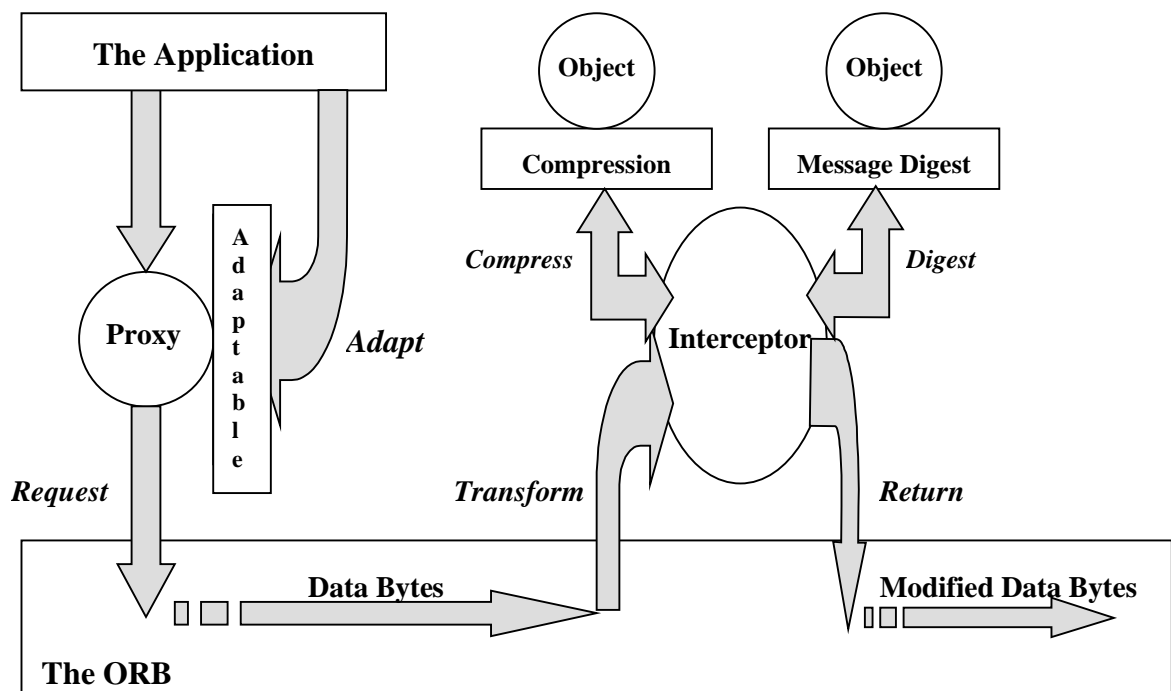 The Application
Object
Object
Compression
Message Digest
Adaptable
Compress
Digest
Proxy
Adapt
Interceptor
Request
Transform
Return
Data Bytes
Modified Data Bytes
The ORB